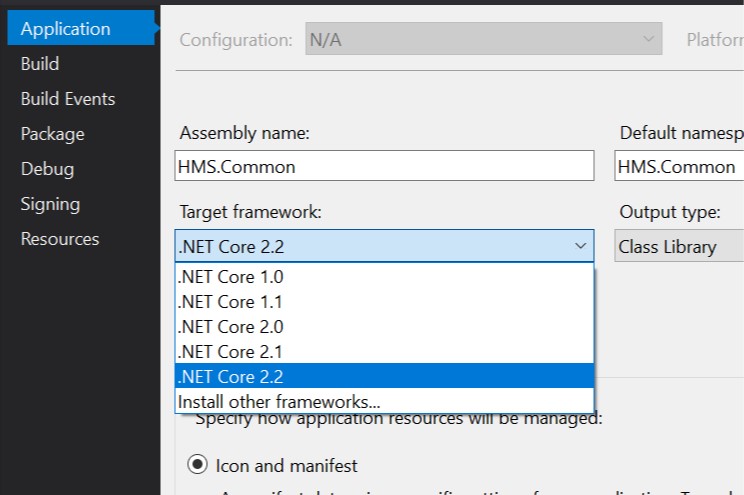 Application
Build
Build Events
Package
Debug
Signing
Resources
Configuration: N/A
Assembly name: Default
HMS.Common HMS.Common
Target framework: Output type:
.NET Core 2.2 Class Library
.NET Core 1.0
.NET Core 1.1
.NET Core 2.0
.NET Core 2.1
.NET Core 2.2
Install other frameworks...
Specify how application resources will be managed:
Icon and manifest